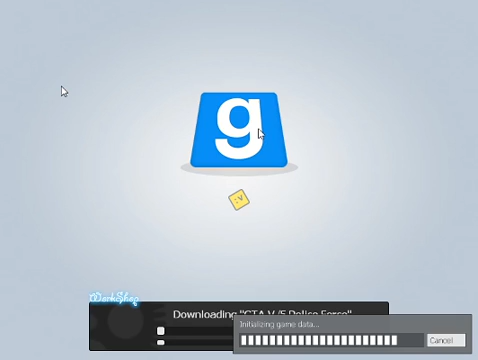 g
:v
WorkShop
Downloading "GTA V /5 Police Force"
Initializing game data...
Cancel